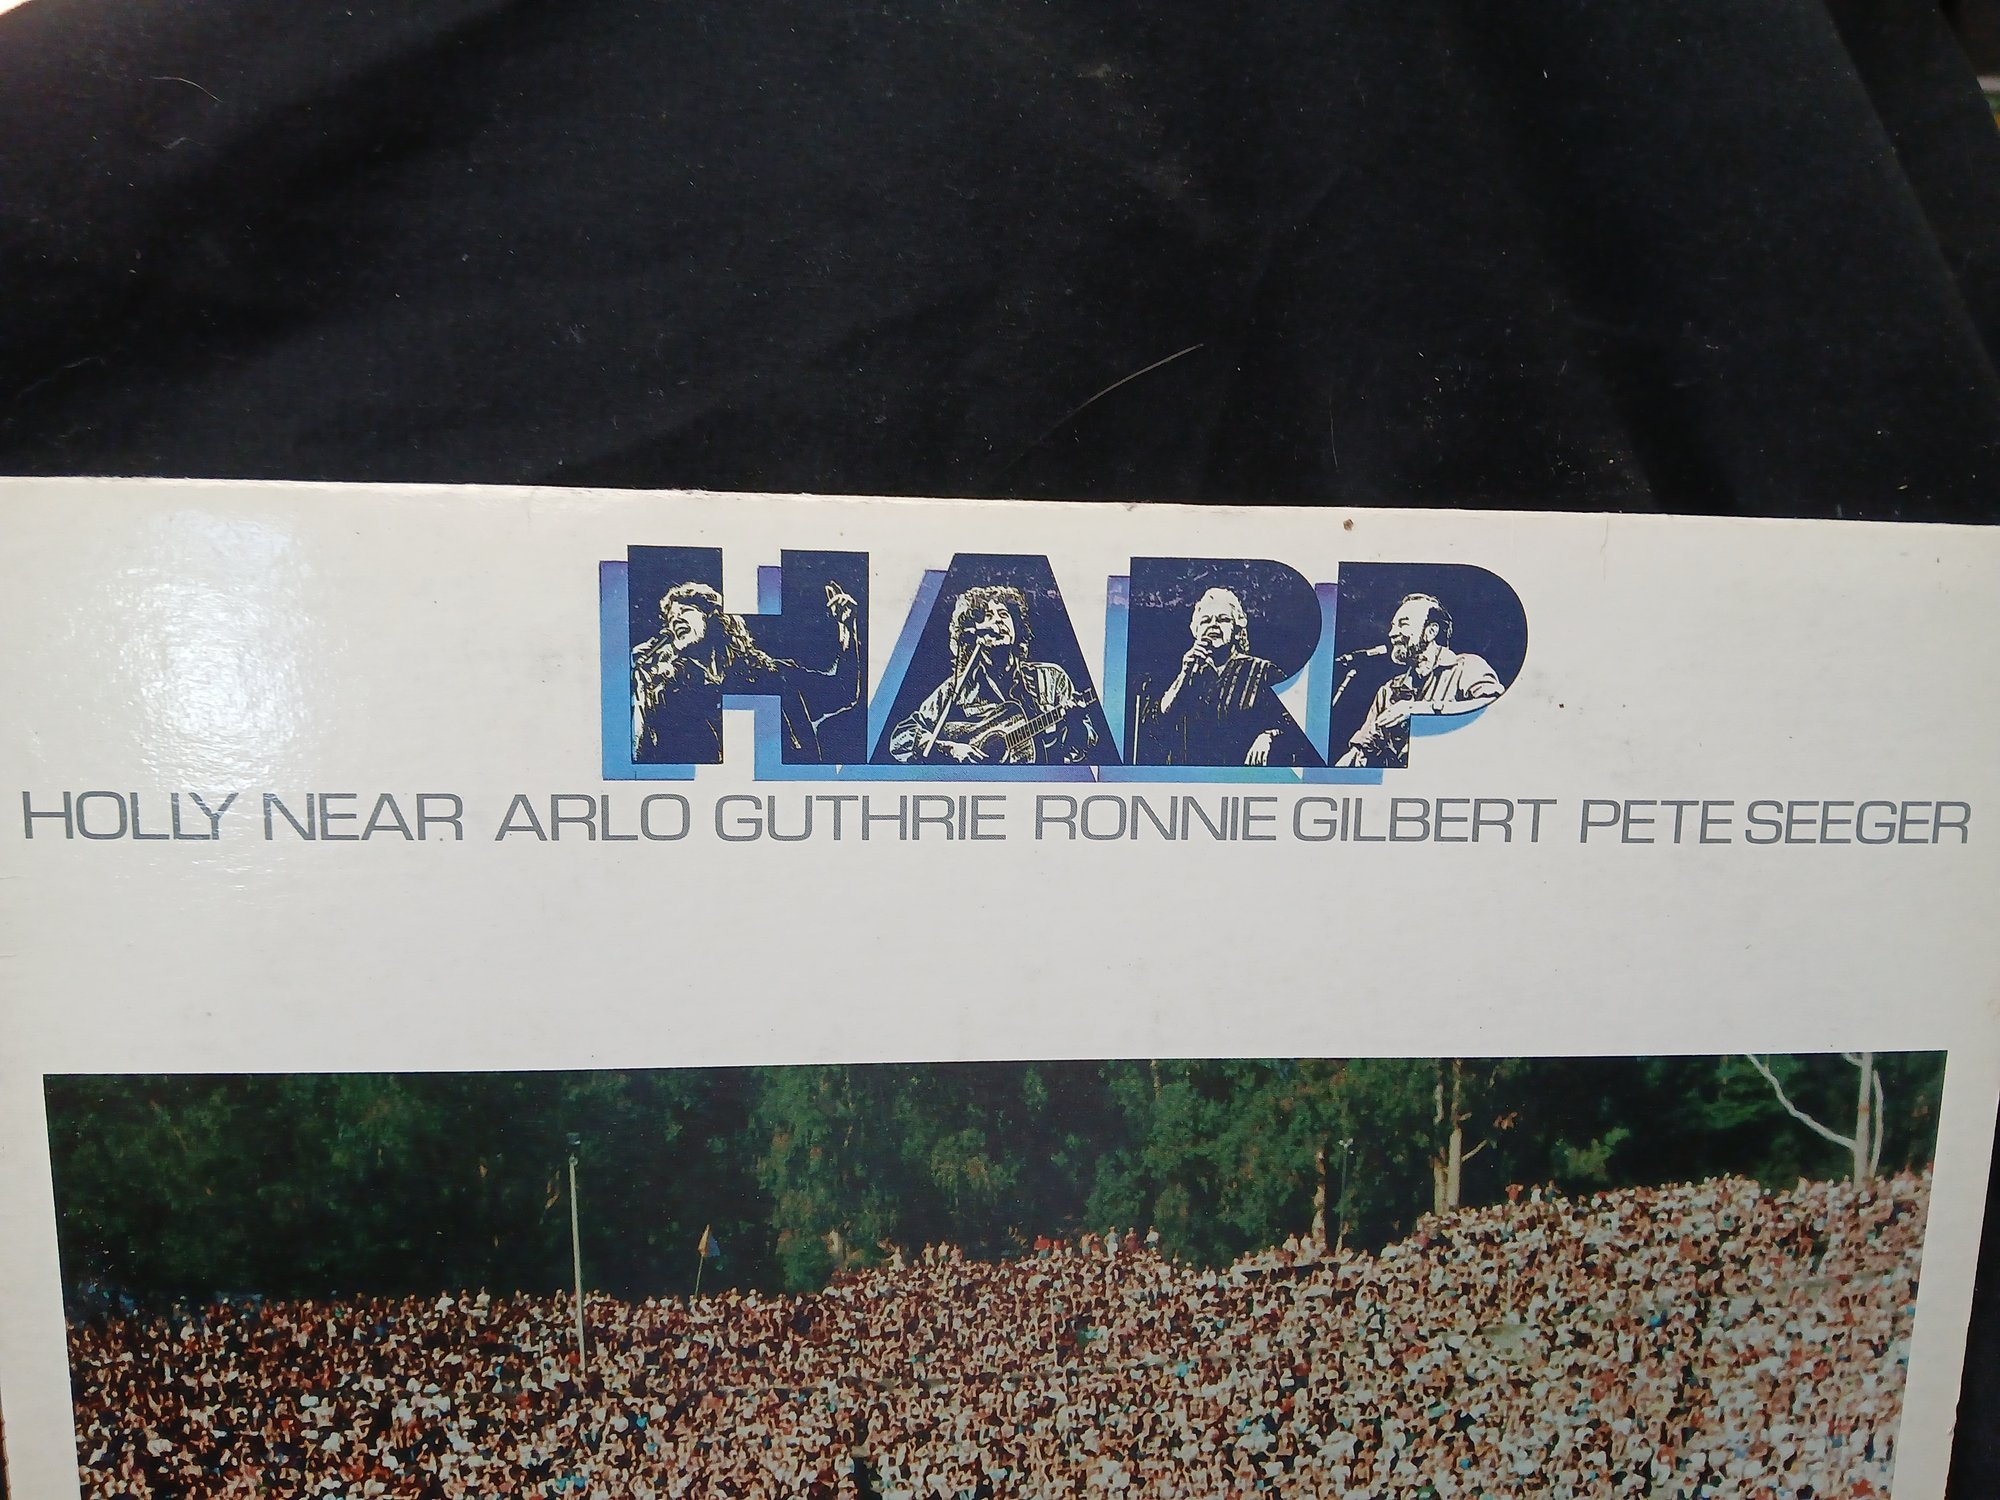 HARP
HOLLY NEAR ARLO GUTHRIE RONNIE GILBERT PETE SEEGER